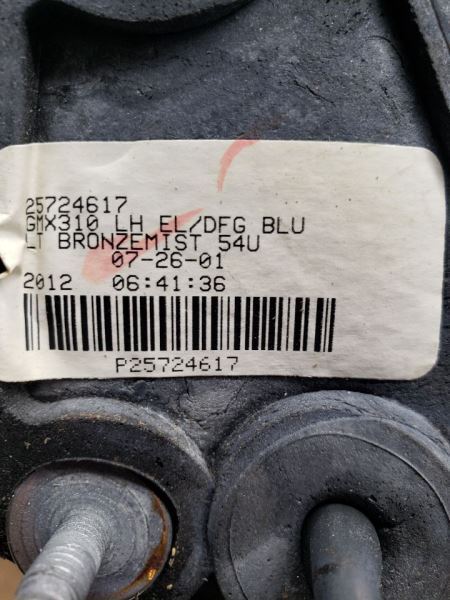 25724617
GMX310 LH EL/DFG BLU
LT BRONZEMIST 54U
07-26-01
2012 06:41:36
P25724617